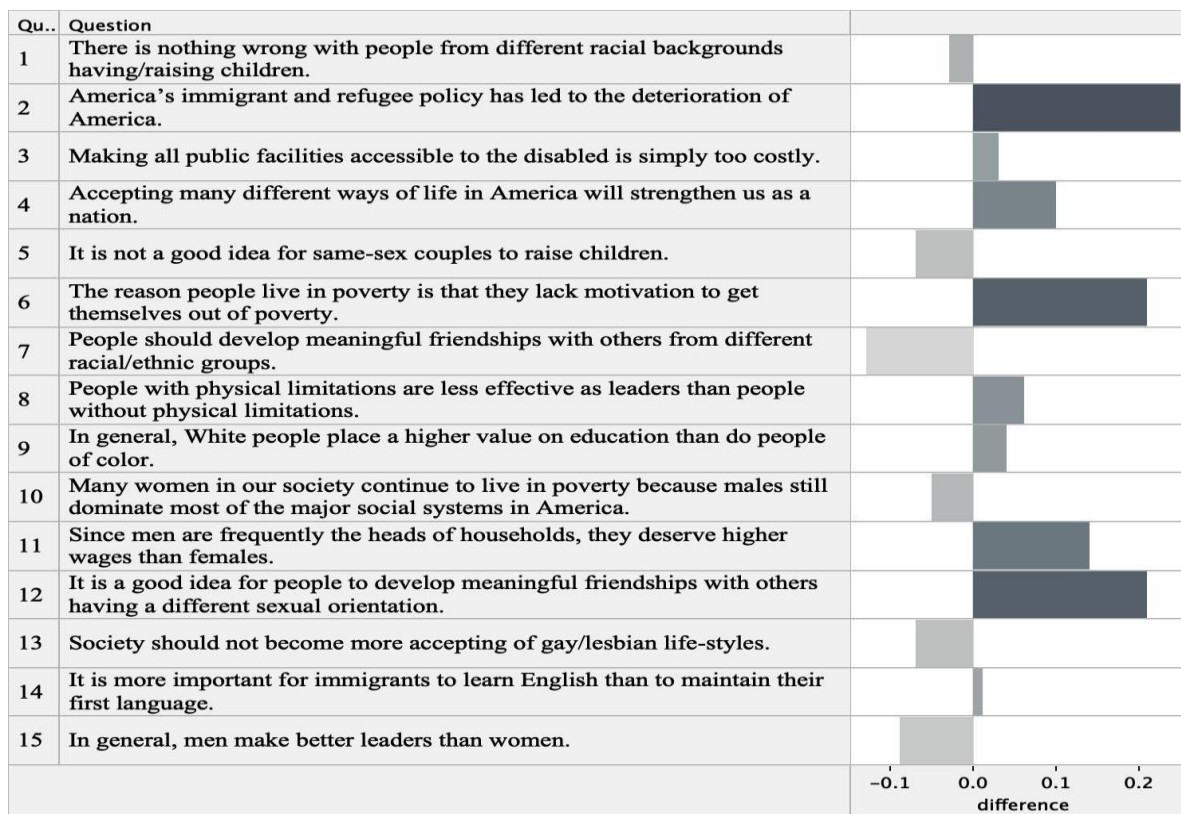 Qu.. Question
1 There is nothing wrong with people from different racial backgrounds
having/raising children.
2 America's immigrant and refugee policy has led to the deterioration of
America.
3 Making all public facilities accessible to the disabled is simply too costly.
4 Accepting many different ways of life in America will strengthen us as a
nation.
5 It is not a good idea for same-sex couples to raise children.
6 The reason people live in poverty is that they lack motivation to get
themselves out of poverty.
7 People should develop meaningful friendships with others from different
racial/ethnic groups.
8 People with physical limitations are less effective as leaders than people
without physical limitations.
9 In general, White people place a higher value on education than do people
of color.
10 Many women in our society continue to live in poverty because males still
dominate most of the major social systems in America.
11 Since men are frequently the heads of households, they deserve higher
wages than females.
12 It is a good idea for people to develop meaningful friendships with others
having a different sexual orientation.
13 Society should not become more accepting of gay/lesbian life-styles.
14 It is more important for immigrants to learn English than to maintain their
first language.
15 In general, men make better leaders than women.
−0.1 0.0 0.1 0.2
difference